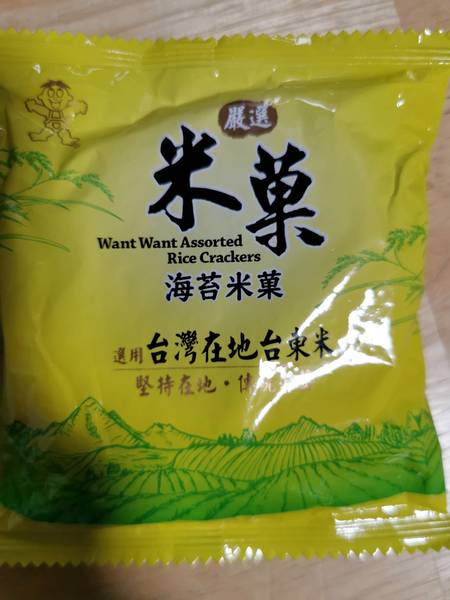 嚴選
米菓
Want Want Assorted
Rice Crackers
海苔米菓
選用台灣在地台東米
堅持在地・傳